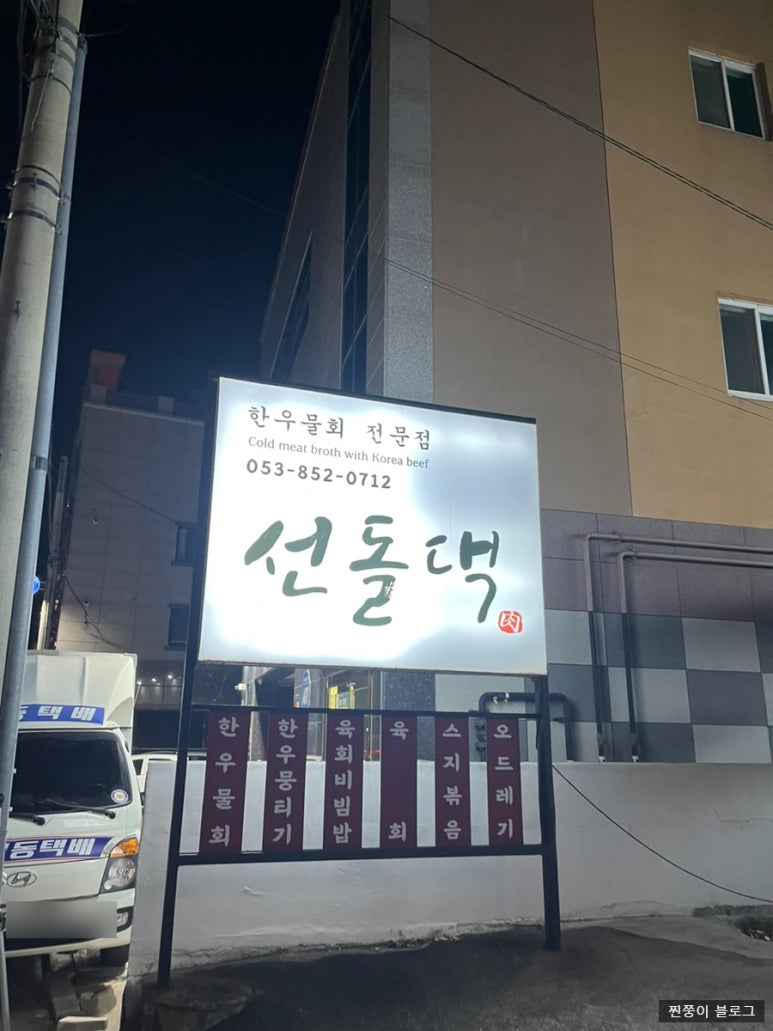 한우물회 전문점
Cold meat broth with Korea beef
053-852-0712
선돌댁
肉
한우물회
한우뭉티기
육회비빔밥
육회
스지볶음
오드레기
동택배
동택배
찐쭝이 블로그